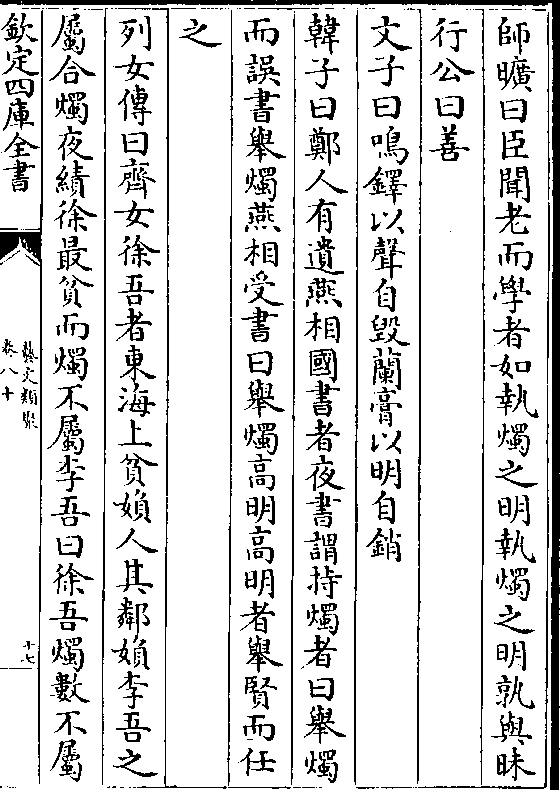 師曠曰臣聞老而學者如執燭之明執燭之明孰與昧
行公曰善
文子曰鳴鐸以聲自毀蘭膏以明自銷
韓子曰鄭人有遺燕相國書者夜書謂持燭者曰舉燭
而誤書舉燭燕相受書曰舉燭高明高明者舉賢而任
之
列女傳曰齊女徐吾者東海上貧婦人其鄰婦李吾之
屬合燭夜績徐最貧而燭不屬李吾曰徐吾燭數不屬
欽定四庫全書
藝文類聚
卷八十
十七